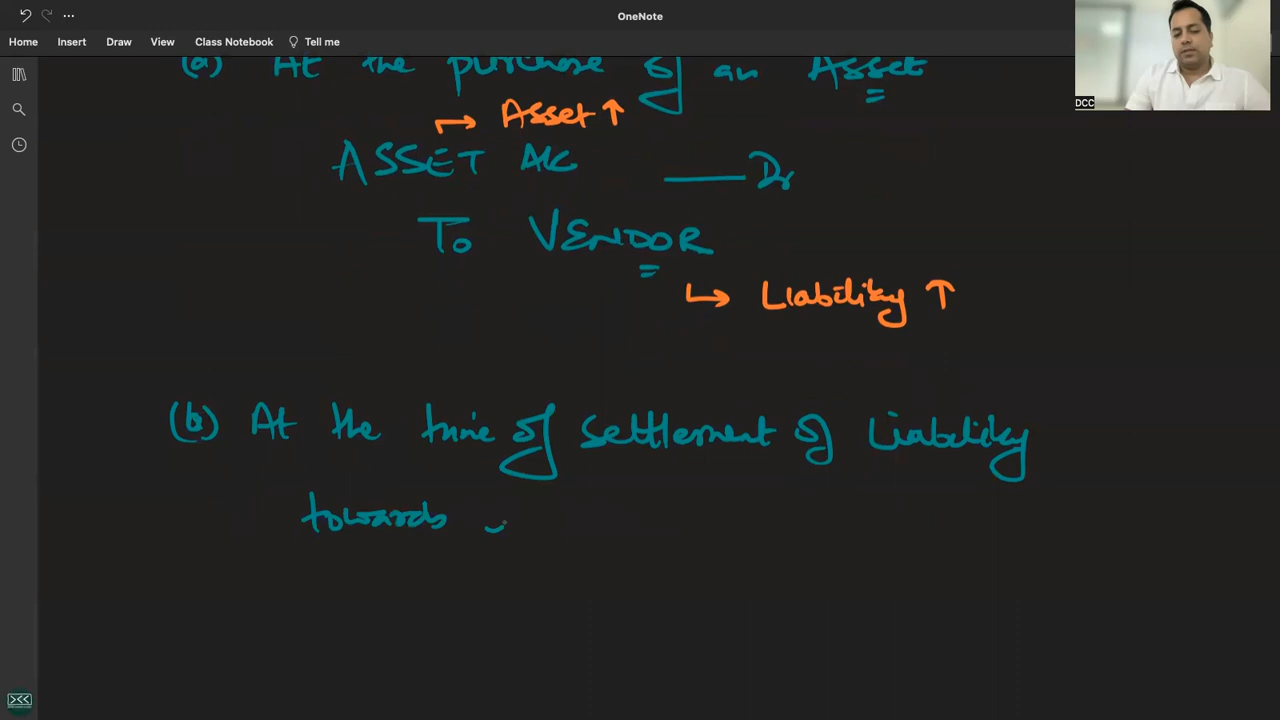 OneNote
Home Insert Draw View Class Notebook Tell me
DCC
(a) At the purchase of an Asset
↦ Asset ↑
ASSET A/c ——— Dr
To VENDOR
↳ Liability ↑
(b) At the time of settlement of Liability
towards
DCC